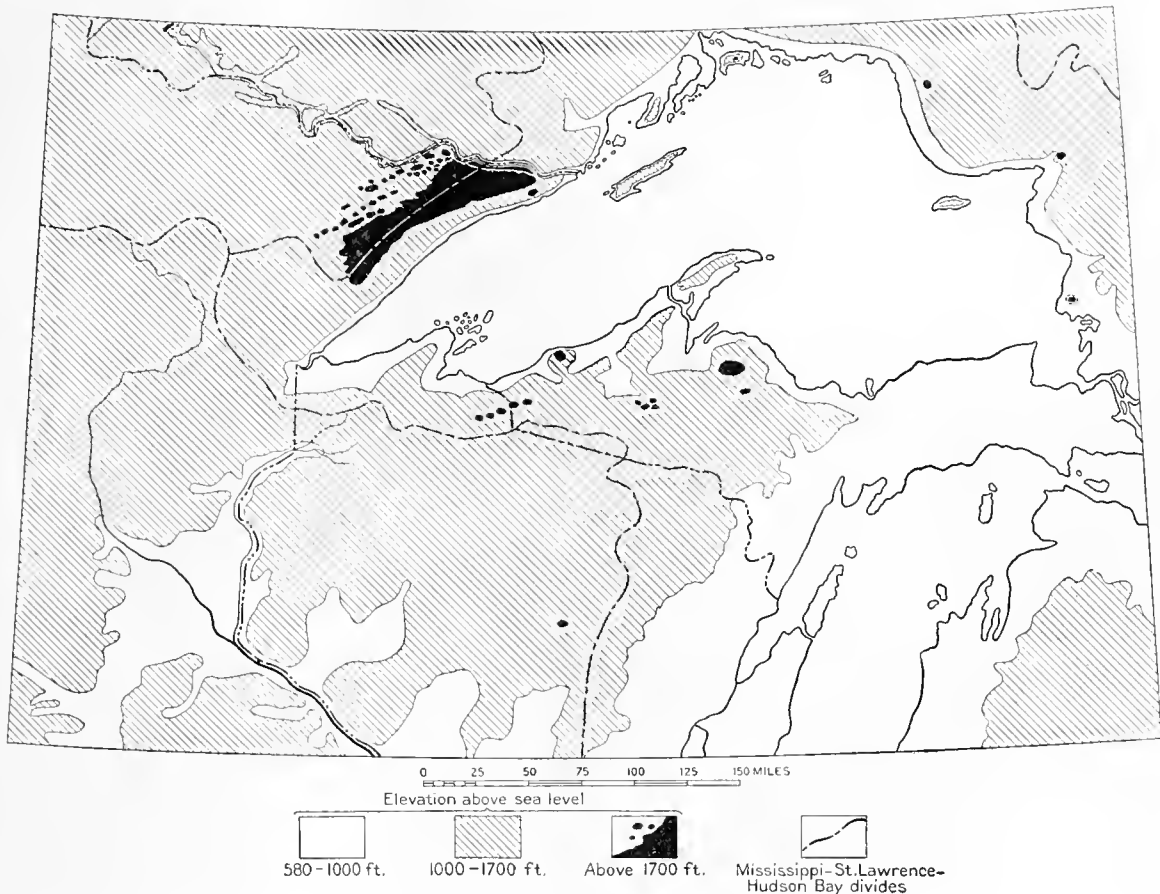 0 25 50 75 100 125 150 MILES
Elevation above sea level
580-1000 ft.
1000-1700 ft.
Above 1700 ft.
Mississippi-St.Lawrence-
Hudson Bay divides